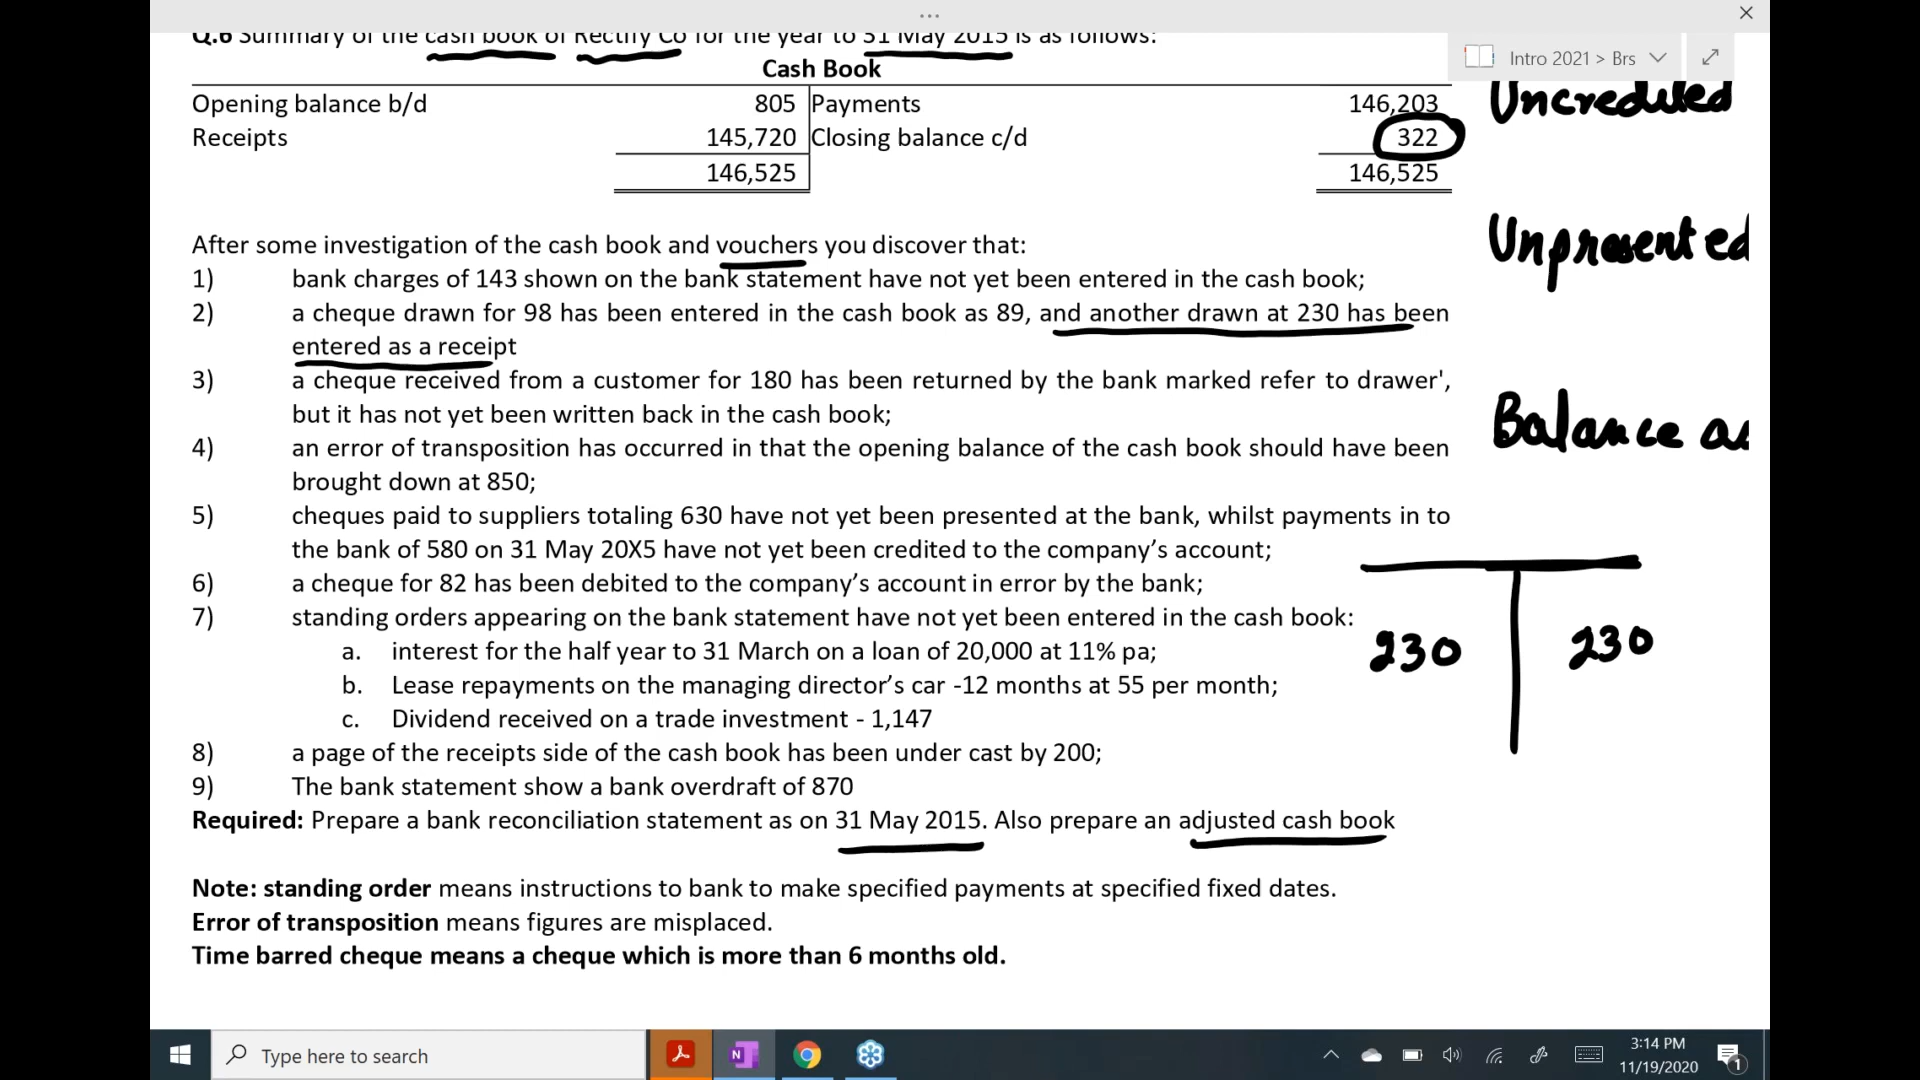 Q.6 Summary of the cash book of Rectify Co for the year to 31 May 2015 is as follows:
Intro 2021 > Brs
Cash Book
Opening balance b/d 805 Payments 146,203
Uncredited
Receipts 145,720 Closing balance c/d 322
146,525 146,525
Unpresented
After some investigation of the cash book and vouchers you discover that:
1) bank charges of 143 shown on the bank statement have not yet been entered in the cash book;
2) a cheque drawn for 98 has been entered in the cash book as 89, and another drawn at 230 has been
entered as a receipt
3) a cheque received from a customer for 180 has been returned by the bank marked refer to drawer',
but it has not yet been written back in the cash book;
Balance as
4) an error of transposition has occurred in that the opening balance of the cash book should have been
brought down at 850;
5) cheques paid to suppliers totaling 630 have not yet been presented at the bank, whilst payments in to
the bank of 580 on 31 May 20X5 have not yet been credited to the company’s account;
6) a cheque for 82 has been debited to the company’s account in error by the bank;
7) standing orders appearing on the bank statement have not yet been entered in the cash book:
a. interest for the half year to 31 March on a loan of 20,000 at 11% pa;
230 230
b. Lease repayments on the managing director’s car -12 months at 55 per month;
c. Dividend received on a trade investment - 1,147
8) a page of the receipts side of the cash book has been under cast by 200;
9) The bank statement show a bank overdraft of 870
Required: Prepare a bank reconciliation statement as on 31 May 2015. Also prepare an adjusted cash book
Note: standing order means instructions to bank to make specified payments at specified fixed dates.
Error of transposition means figures are misplaced.
Time barred cheque means a cheque which is more than 6 months old.
Type here to search
3:14 PM
11/19/2020
1